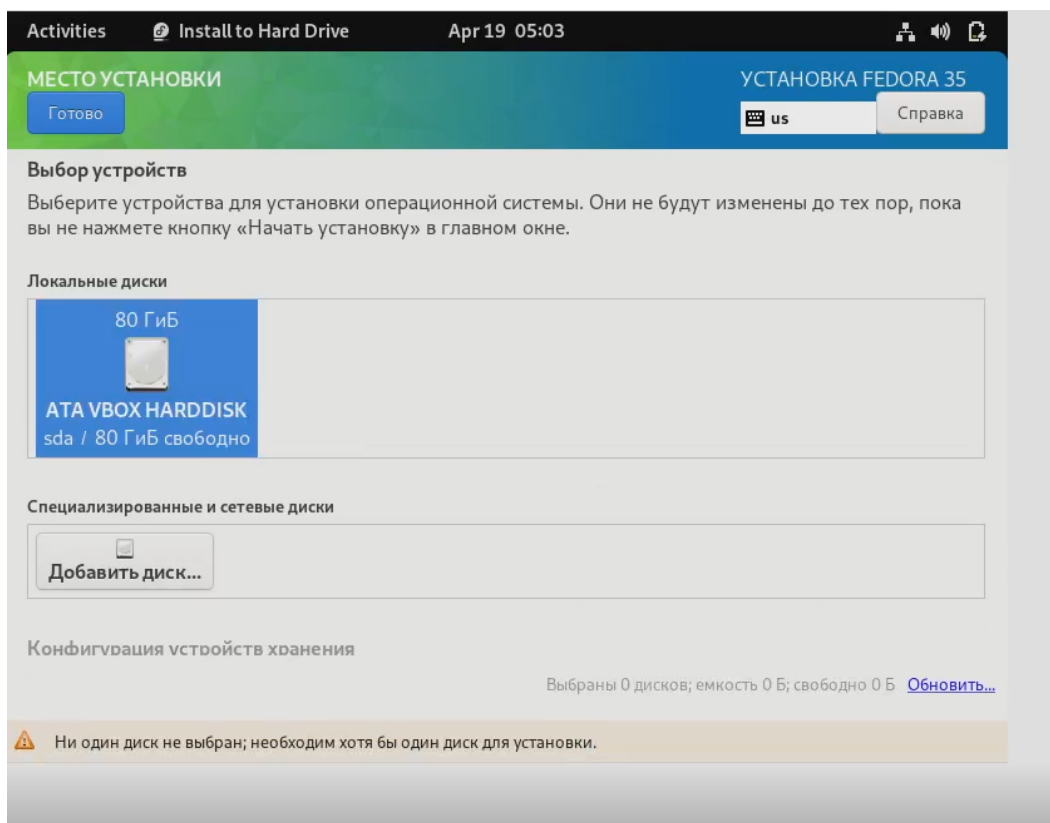 Activities Install to Hard Drive Apr 19 05:03
МЕСТО УСТАНОВКИ
УСТАНОВКА FEDORA 35
Готово
us
Справка
Выбор устройств
Выберите устройства для установки операционной системы. Они не будут изменены до тех пор, пока
вы не нажмете кнопку «Начать установку» в главном окне.
Локальные диски
80 ГиБ
ATA VBOX HARDDISK
sda / 80 ГиБ свободно
Специализированные и сетевые диски
Добавить диск...
Конфигурация устройств хранения
Выбраны 0 дисков; емкость 0 Б; свободно 0 Б Обновить...
Ни один диск не выбран; необходим хотя бы один диск для установки.